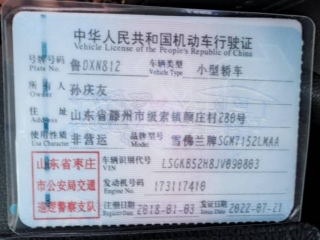 中华人民共和国机动车行驶证
Vehicle License of the People's Republic of China
号牌号码 鲁DXN812 车辆类型 小型轿车
Plate No. Vehicle Type
所有人 孙庆友
Owner
住址 山东省滕州市级索镇颜庄村280号
Address
使用性质 非营运 品牌型号 雪佛兰牌SGM7152LMAA
Use Character Model
山东省枣庄
市公安局交通
巡逻警察支队
车辆识别代号
VIN
发动机号码 173117410
Engine No.
注册日期 2018-01-03 发证日期 2022-07-21
Register Date Issue Date